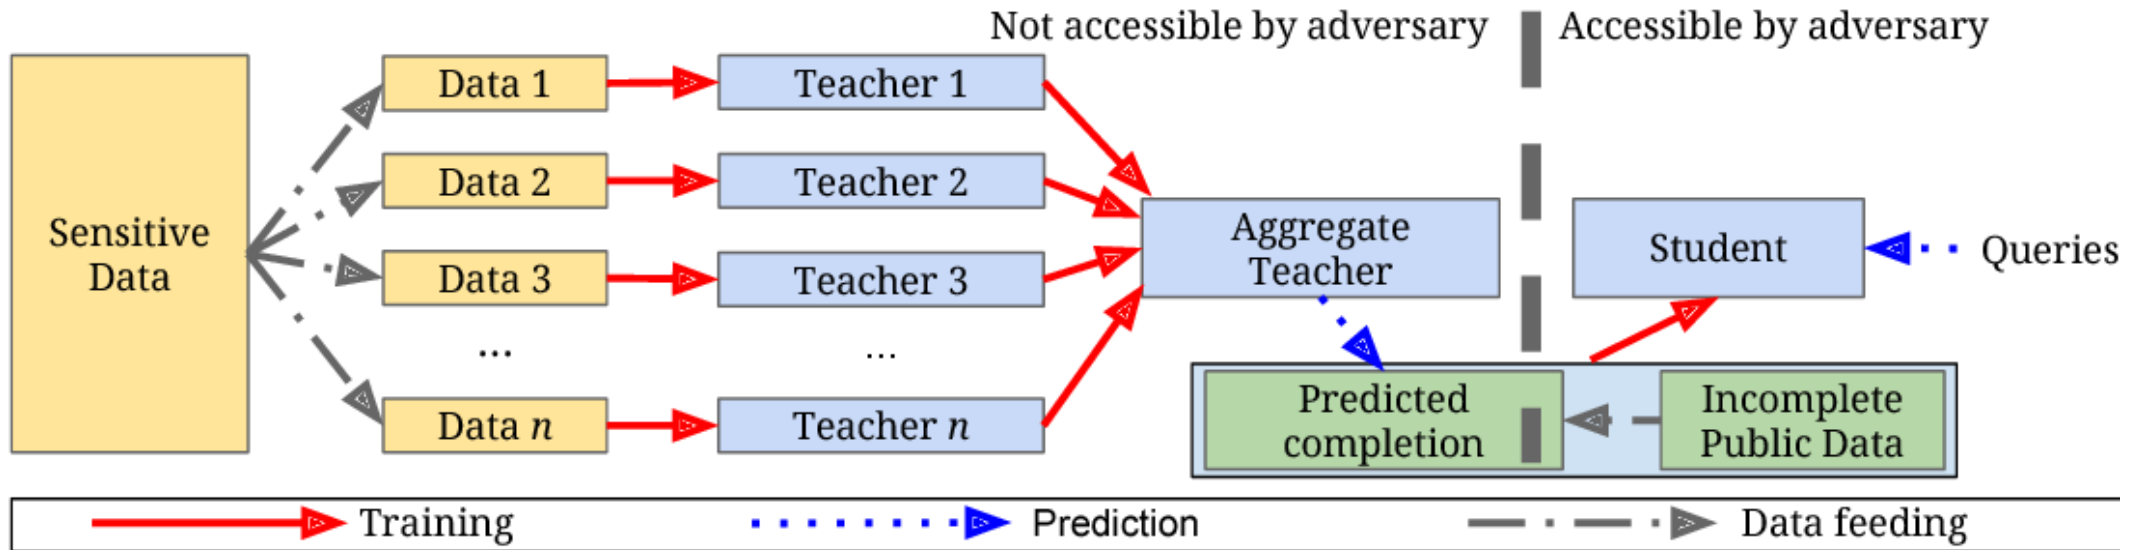 Not accessible by adversary
Accessible by adversary
Sensitive
Data
Data 1
Teacher 1
Data 2
Teacher 2
Data 3
Teacher 3
...
...
Data n
Teacher n
Aggregate
Teacher
Student
Queries
Predicted
completion
Incomplete
Public Data
Training
Prediction
Data feeding